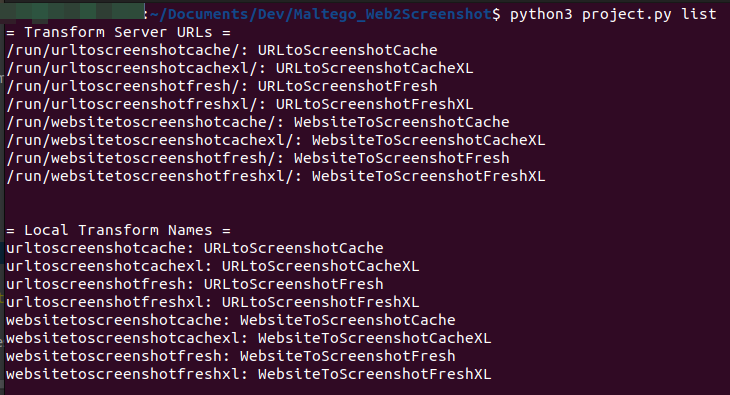 :~/Documents/Dev/Maltego_Web2Screenshot$ python3 project.py list
= Transform Server URLs =
/run/urltoscreenshotcache/: URLtoScreenshotCache
/run/urltoscreenshotcachexl/: URLtoScreenshotCacheXL
/run/urltoscreenshotfresh/: URLtoScreenshotFresh
/run/urltoscreenshotfreshxl/: URLtoScreenshotFreshXL
/run/websitetoscreenshotcache/: WebsiteToScreenshotCache
/run/websitetoscreenshotcachexl/: WebsiteToScreenshotCacheXL
/run/websitetoscreenshotfresh/: WebsiteToScreenshotFresh
/run/websitetoscreenshotfreshxl/: WebsiteToScreenshotFreshXL
= Local Transform Names =
urltoscreenshotcache: URLtoScreenshotCache
urltoscreenshotcachexl: URLtoScreenshotCacheXL
urltoscreenshotfresh: URLtoScreenshotFresh
urltoscreenshotfreshxl: URLtoScreenshotFreshXL
websitetoscreenshotcache: WebsiteToScreenshotCache
websitetoscreenshotcachexl: WebsiteToScreenshotCacheXL
websitetoscreenshotfresh: WebsiteToScreenshotFresh
websitetoscreenshotfreshxl: WebsiteToScreenshotFreshXL